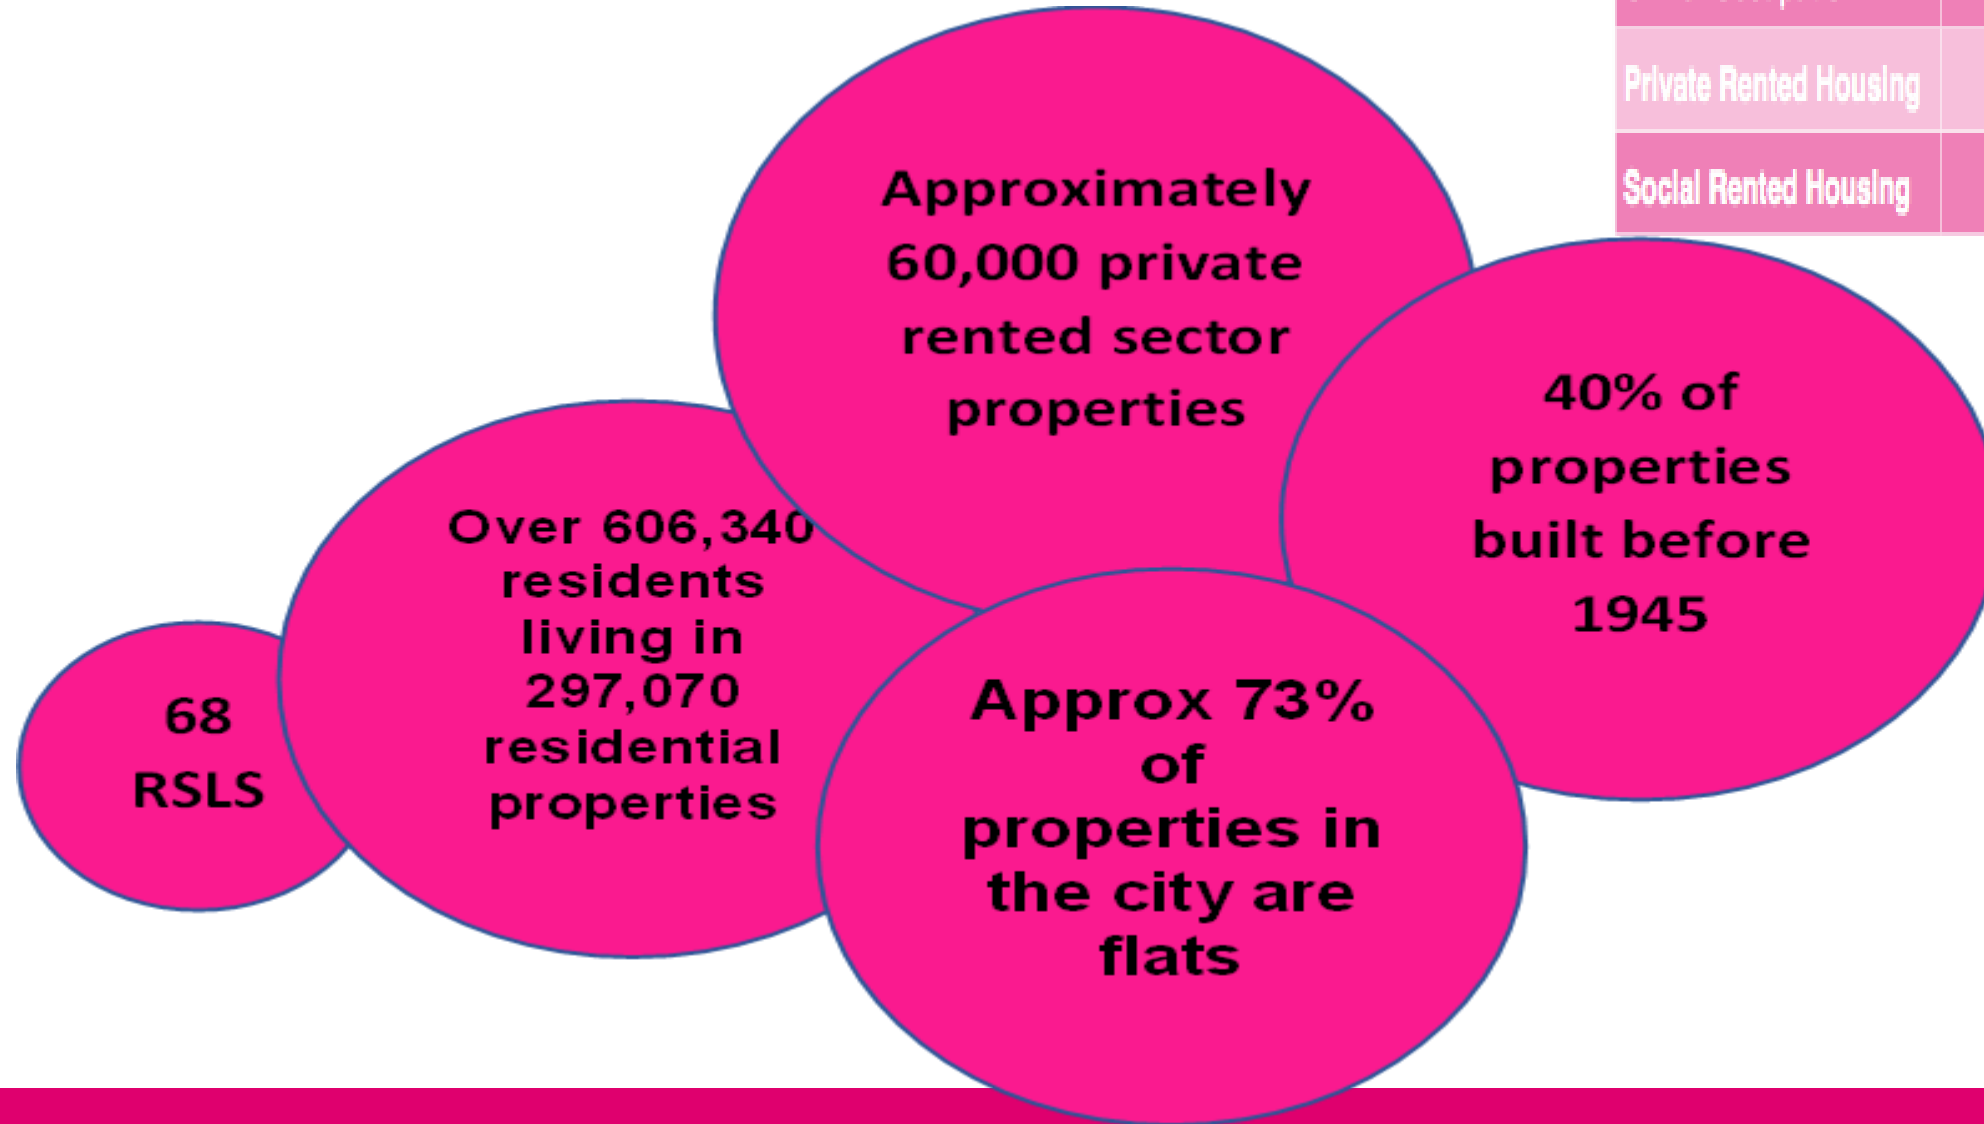 Private Rented Housing
Social Rented Housing
Approximately
60,000 private
rented sector
properties
40% of
properties
built before
1945
Over 606,340
residents
living in
297,070
residential
properties
68
RSLS
Approx 73%
of
properties in
the city are
flats